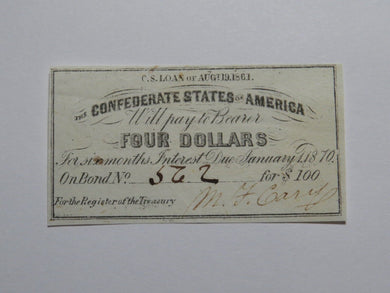 C.S. LOAN OF AUG. 19. 1861.
THE CONFEDERATE STATES OF AMERICA
Will pay to Bearer
FOUR DOLLARS
For six months Interest Due January 1. 1870.
On Bond No. 562 for $100
For the Register of the Treasury M. F. Cary